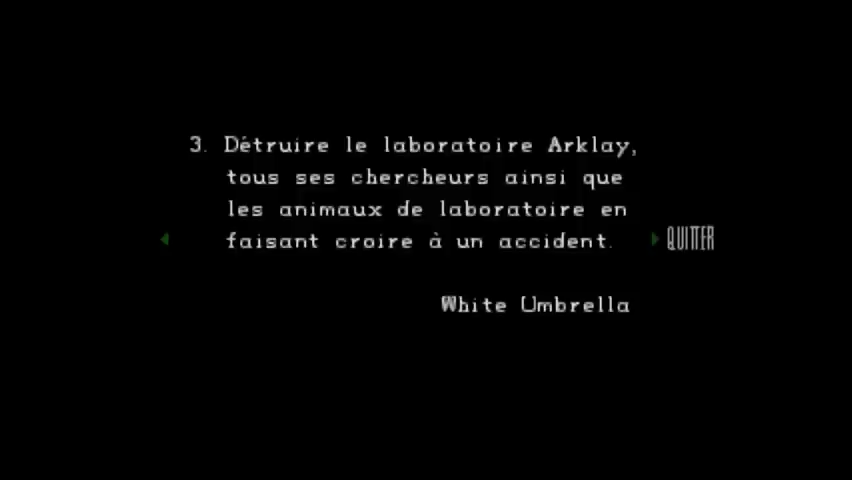 3. Détruire le laboratoire Arklay,
tous ses chercheurs ainsi que
les animaux de laboratoire en
faisant croire à un accident.
QUITTER
White Umbrella